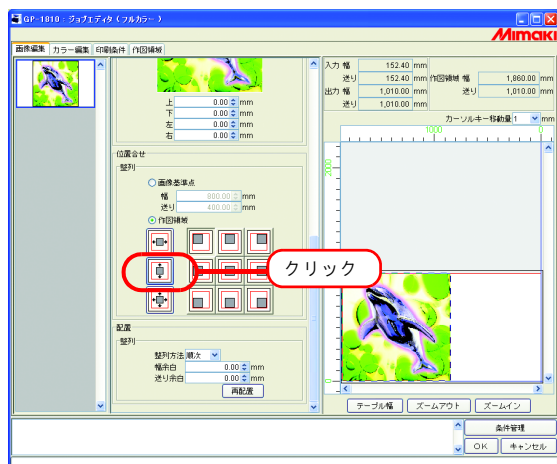 GP-1810 : ジョブエディタ ( フルカラー )
Mimaki
画像編集 カラー編集 印刷条件 作図領域
上 0.00 mm
下 0.00 mm
左 0.00 mm
右 0.00 mm
位置合せ
整列
画像基準点
幅 800.00 mm
送り 400.00 mm
作図領域
クリック
配置
整列
整列方法 順次
幅余白 0.00 mm
送り余白 0.00 mm
再配置
入力 幅 152.40 mm
送り 152.40 mm 作図領域 幅 1,860.00 mm
出力 幅 1,010.00 mm 送り 1,010.00 mm
送り 1,010.00 mm
カーソルキー移動量 1 mm
1000 0
2000
0
テーブル幅 ズームアウト ズームイン
条件管理
OK キャンセル